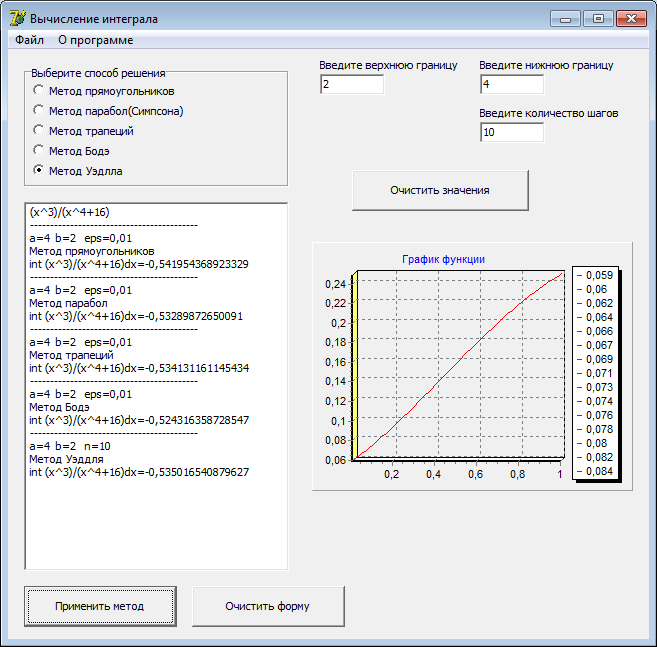 Вычисление интеграла
Файл О программе
Выберите способ решения
Метод прямоугольников
Метод парабол(Симпсона)
Метод трапеций
Метод Бодэ
Метод Уэдлла
Введите верхнюю границу
2
Введите нижнюю границу
4
Введите количество шагов
10
Очистить значения
(x^3)/(x^4+16)
----------------------------------------
a=4 b=2 eps=0,01
Метод прямоугольников
int (x^3)/(x^4+16)dx=-0,541954368923329
----------------------------------------
a=4 b=2 eps=0,01
Метод парабол
int (x^3)/(x^4+16)dx=-0,53289872650091
----------------------------------------
a=4 b=2 eps=0,01
Метод трапеций
int (x^3)/(x^4+16)dx=-0,534131161145434
----------------------------------------
a=4 b=2 eps=0,01
Метод Бодэ
int (x^3)/(x^4+16)dx=-0,524316358728547
----------------------------------------
a=4 b=2 n=10
Метод Уэддля
int (x^3)/(x^4+16)dx=-0,535016540879627
График функции
0,24
0,22
0,2
0,18
0,16
0,14
0,12
0,1
0,08
0,06
0,2 0,4 0,6 0,8 1
0,059
0,06
0,062
0,064
0,066
0,067
0,069
0,071
0,073
0,074
0,076
0,078
0,08
0,082
0,084
Применить метод
Очистить форму